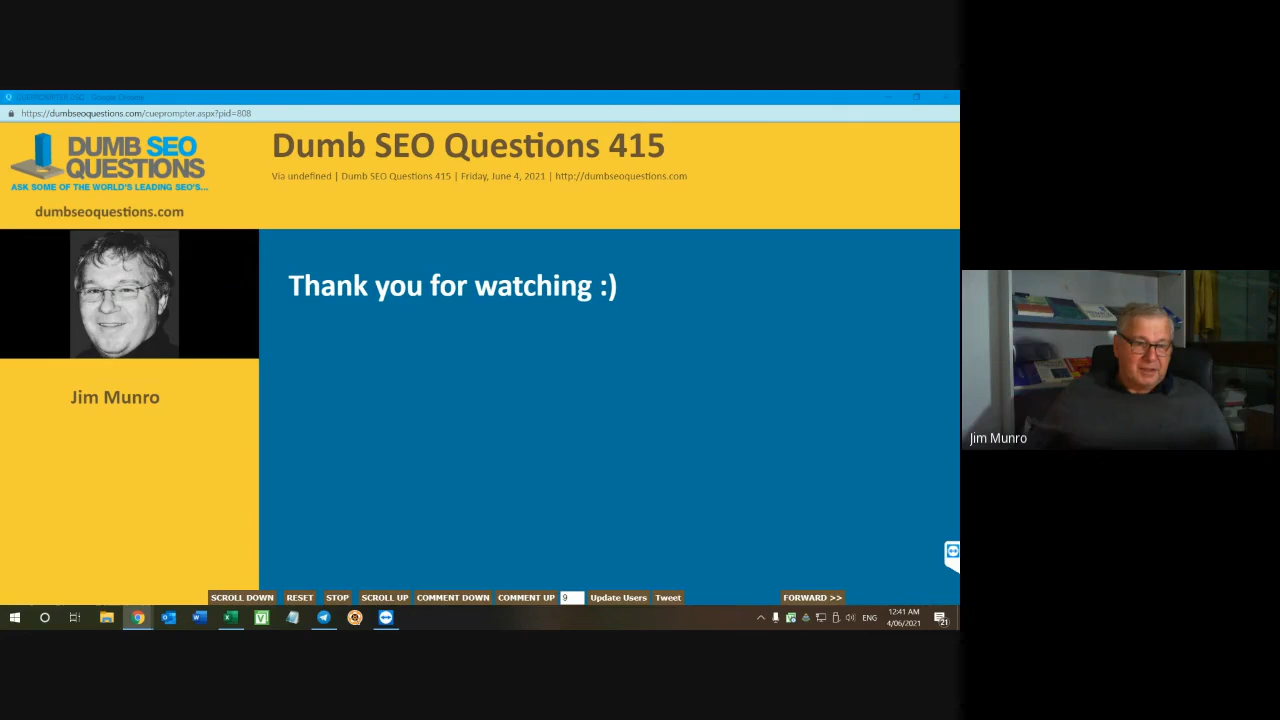 https://dumbseoquestions.com/cueprompter.aspx?pid=808
DUMB SEO
QUESTIONS
ASK SOME OF THE WORLD'S LEADING SEO'S...
dumbseoquestions.com
Dumb SEO Questions 415
Via undefined | Dumb SEO Questions 415 | Friday, June 4, 2021 | http://dumbseoquestions.com
Thank you for watching :)
Jim Munro
Jim Munro
SCROLL DOWN RESET STOP SCROLL UP COMMENT DOWN COMMENT UP 9 Update Users Tweet FORWARD >>
ENG
12:41 AM
4/06/2021
21